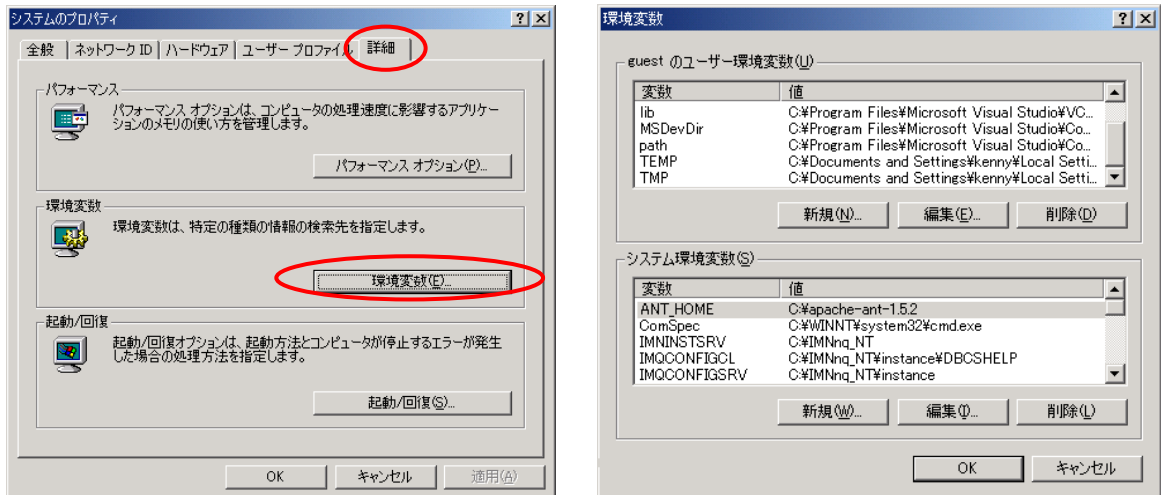 システムのプロパティ
全般 ネットワーク ID ハードウェア ユーザー プロファイル 詳細
パフォーマンス
パフォーマンス オプションは、コンピュータの処理速度に影響するアプリケー
ションのメモリの使い方を管理します。
パフォーマンス オプション(P)...
環境変数
環境変数は、特定の種類の情報の検索先を指定します。
環境変数(E)...
起動/回復
起動/回復オプションは、起動方法とコンピュータが停止するエラーが発生
した場合の処理方法を指定します。
起動/回復(S)...
OK キャンセル 適用(A)
環境変数
guest のユーザー環境変数(U)
変数 値
lib C:¥Program Files¥Microsoft Visual Studio¥VC...
MSDevDir C:¥Program Files¥Microsoft Visual Studio¥Co...
path C:¥Program Files¥Microsoft Visual Studio¥Co...
TEMP C:¥Documents and Settings¥kenny¥Local Setti...
TMP C:¥Documents and Settings¥kenny¥Local Setti...
新規(N)... 編集(E)... 削除(D)
システム環境変数(S)
変数 値
ANT_HOME C:¥apache-ant-1.5.2
ComSpec C:¥WINNT¥system32¥cmd.exe
IMNINSTSRV C:¥IMNnq_NT
IMQCONFIGCL C:¥IMNnq_NT¥instance¥DBCSHELP
IMQCONFIGSRV C:¥IMNnq_NT¥instance
新規(W)... 編集(I)... 削除(L)
OK キャンセル